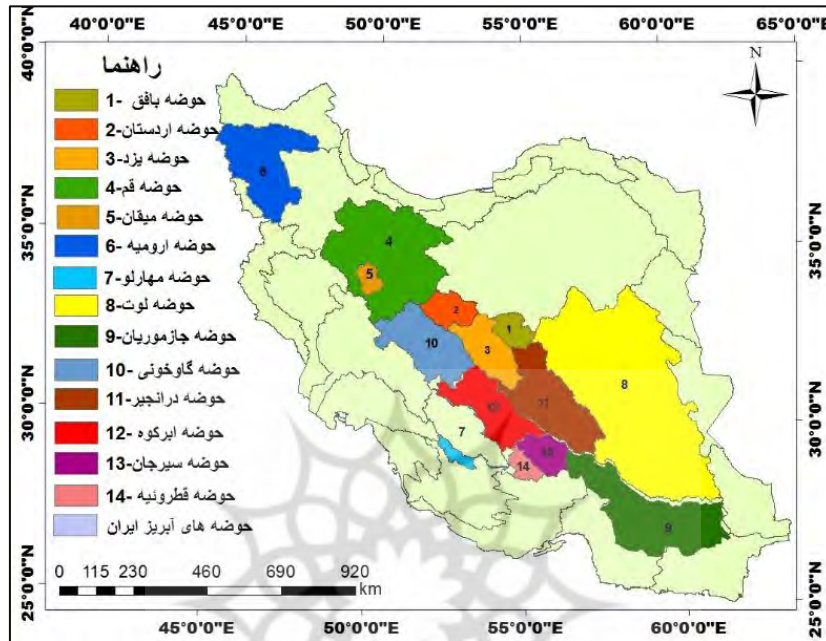 40°0'0"E 45°0'0"E 50°0'0"E 55°0'0"E 60°0'0"E 65°0'0"E
N
راهنما
1- حوضه بافق
2-حوضه اردستان
3-حوضه یزد
4-حوضه قم
5-حوضه میقان
6- حوضه ارومیه
7-حوضه مهارلو
8-حوضه لوت
9-حوضه جازموریان
10- حوضه گاوخونی
11-حوضه درانجیر
12- حوضه ابرکوه
13-حوضه سیرجان
14- حوضه قطروئیه
حوضه های آبریز ایران
35°0'0"N
30°0'0"N
25°0'0"N
6
4
5
2
1
10
3
8
11
12
7
13
14
9
35°0'0"N
30°0'0"N
25°0'0"N
0 115 230 460 690 920
km
45°0'0"E 50°0'0"E 55°0'0"E 60°0'0"E